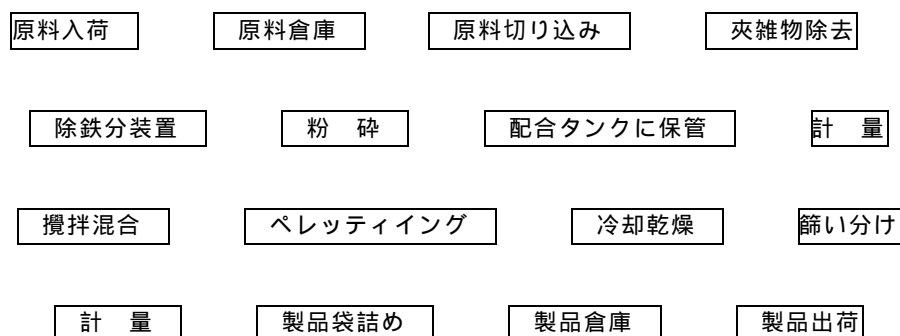 原料入荷 原料倉庫 原料切り込み 夾雑物除去
除鉄分装置 粉　砕 配合タンクに保管 計　量
攪拌混合 ペレッティイング 冷却乾燥 篩い分け
計　量 製品袋詰め 製品倉庫 製品出荷